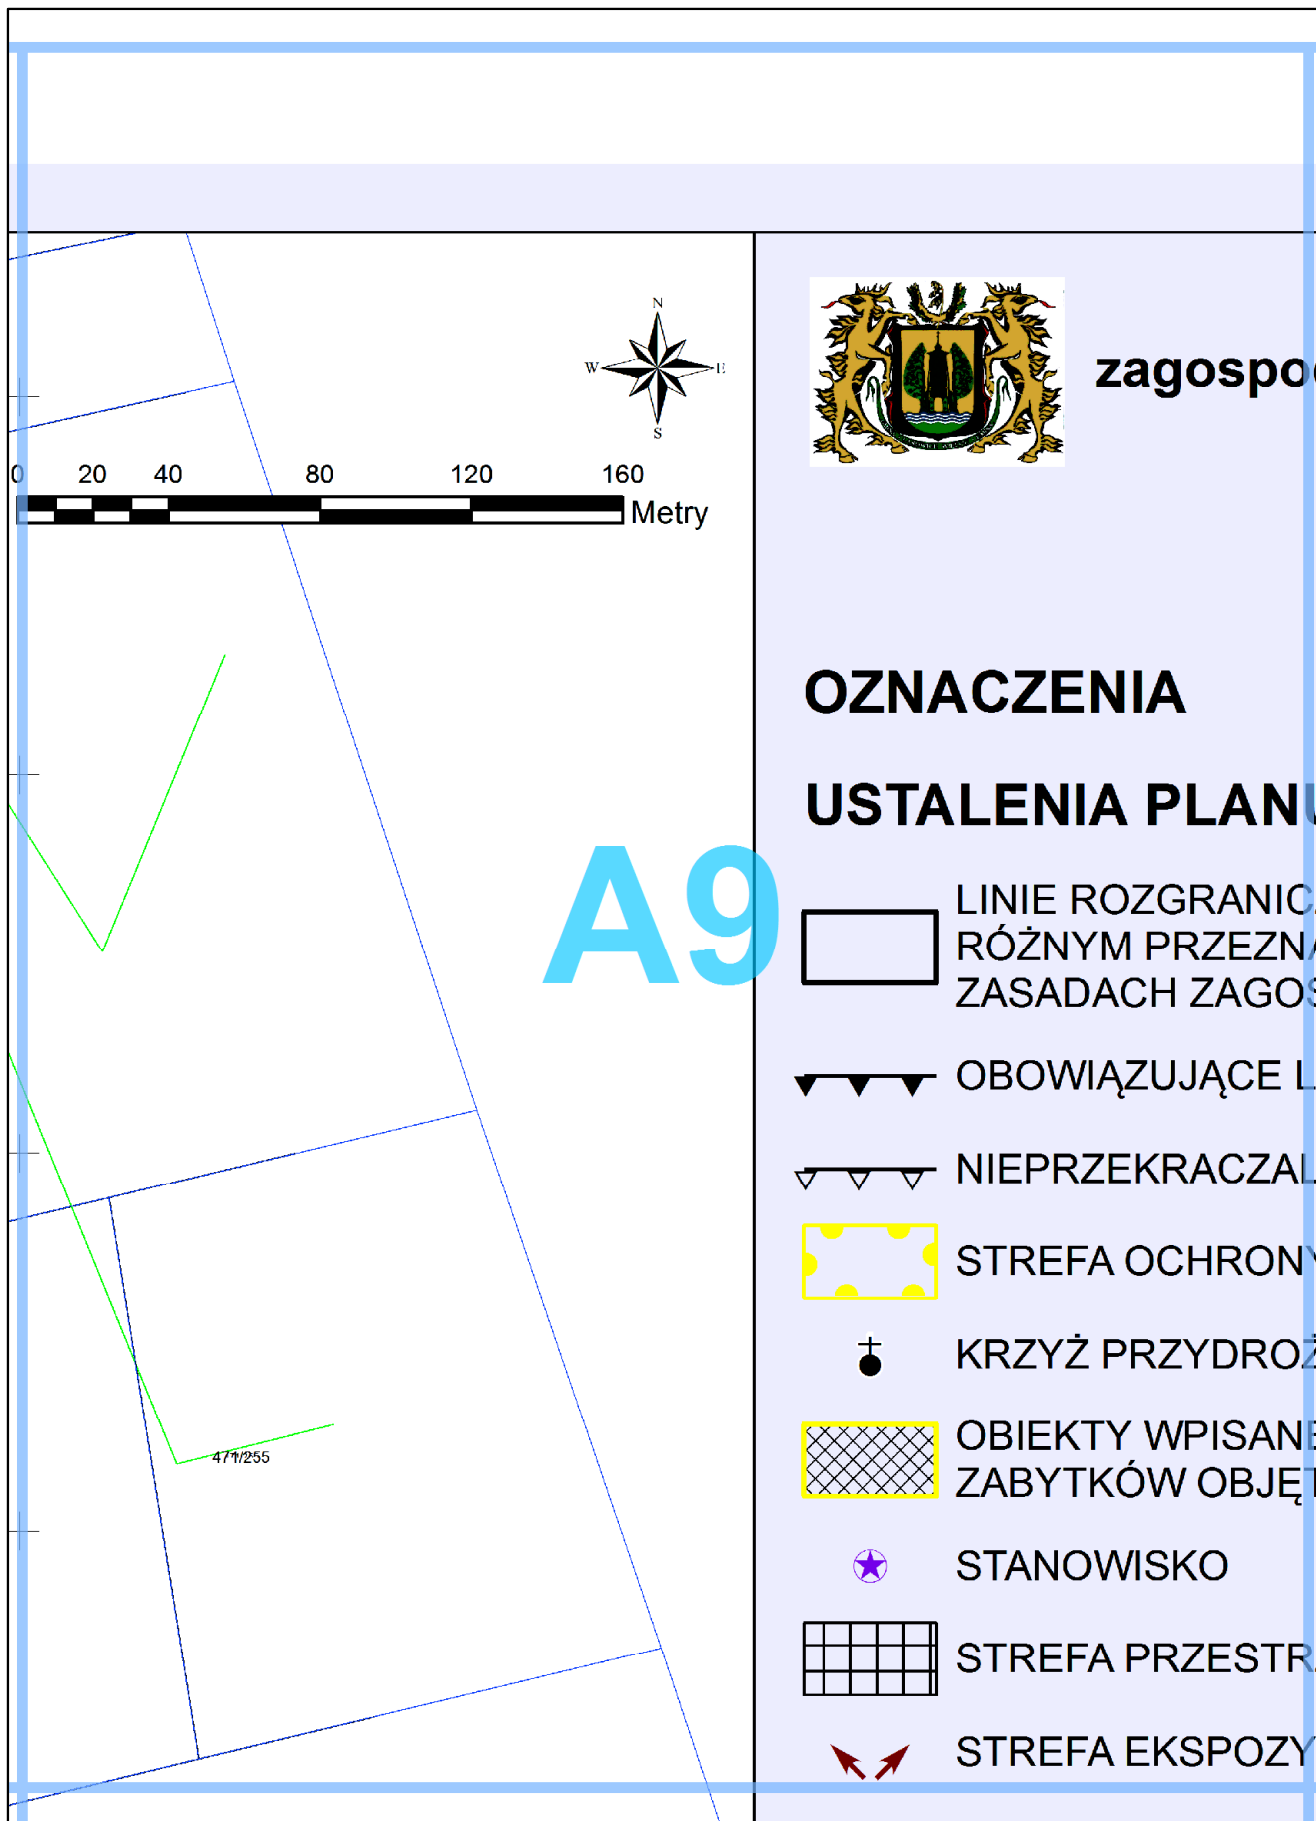 N
W E
S
zagospo
0 20 40 80 120 160
Metry
OZNACZENIA
USTALENIA PLANU
A9
LINIE ROZGRANIC
RÓŻNYM PRZEZNA
ZASADACH ZAGOS
OBOWIĄZUJĄCE L
NIEPRZEKRACZAL
STREFA OCHRONY
KRZYŻ PRZYDROŻ
OBIEKTY WPISANE
ZABYTKÓW OBJĘT
471/255
STANOWISKO
STREFA PRZESTR
STREFA EKSPOZY